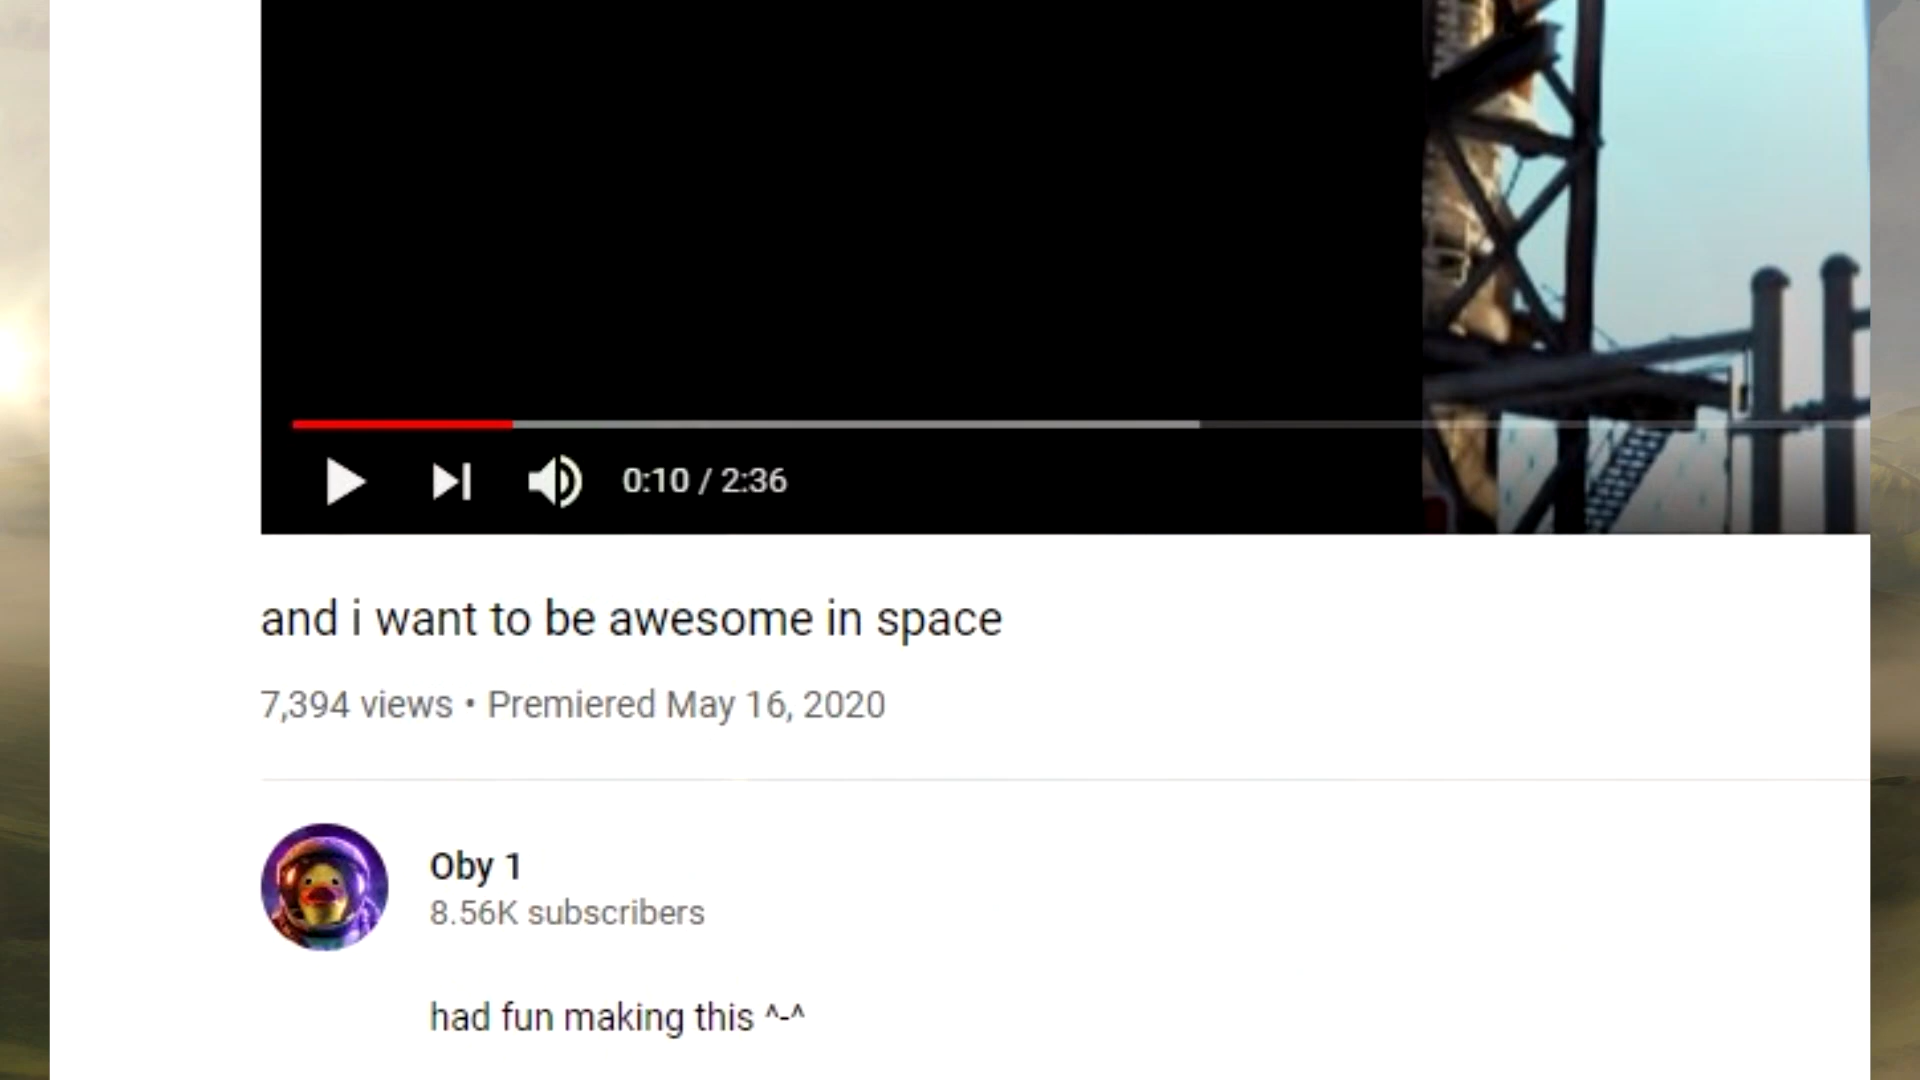 0:10 / 2:36
and i want to be awesome in space
7,394 views • Premiered May 16, 2020
Oby 1
8.56K subscribers
had fun making this ^-^